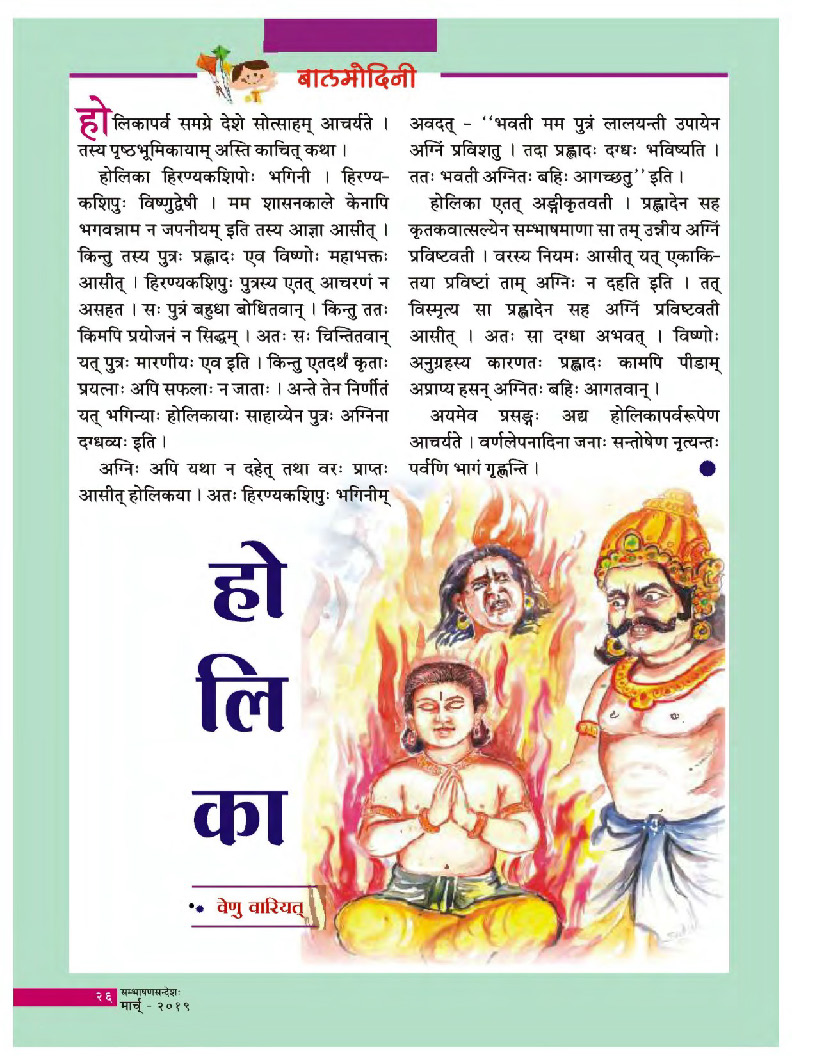 बालमोदिनी
होलिकापर्व समग्रे देशे सोत्साहम् आचर्यते ।
तस्य पृष्ठभूमिकायाम् अस्ति काचित् कथा ।
होलिका हिरण्यकशिपोः भगिनी । हिरण्य-
कशिपुः विष्णुद्वेषी । मम शासनकाले केनापि
भगवन्नाम न जपनीयम् इति तस्य आज्ञा आसीत् ।
किन्तु तस्य पुत्रः प्रह्लादः एव विष्णोः महाभक्तः
आसीत् । हिरण्यकशिपुः पुत्रस्य एतत् आचरणं न
असहत । सः पुत्रं बहुधा बोधितवान् । किन्तु ततः
किमपि प्रयोजनं न सिद्धम् । अतः सः चिन्तितवान्
यत् पुत्रः मारणीयः एव इति । किन्तु एतदर्थं कृताः
प्रयत्नाः अपि सफलाः न जाताः । अन्ते तेन निर्णीतं
यत् भगिन्याः होलिकायाः साहाय्येन पुत्रः अग्निना
दग्धव्यः इति ।
अग्निः अपि यथा न दहेत् तथा वरः प्राप्तः
आसीत् होलिकया । अतः हिरण्यकशिपुः भगिनीम्
अवदत् - ‘‘भवती मम पुत्रं लालयन्ती उपायेन
अग्निं प्रविशतु । तदा प्रह्लादः दग्धः भविष्यति ।
ततः भवती अग्नितः बहिः आगच्छतु’’ इति ।
होलिका एतत् अङ्गीकृतवती । प्रह्लादेन सह
कृतकवात्सल्येन सम्भाषमाणा सा तम् उन्नीय अग्निं
प्रविष्टवती । वरस्य नियमः आसीत् यत् एकाकि-
तया प्रविष्टां ताम् अग्निः न दहति इति । तत्
विस्मृत्य सा प्रह्लादेन सह अग्निं प्रविष्टवती
आसीत् । अतः सा दग्धा अभवत् । विष्णोः
अनुग्रहस्य कारणतः प्रह्लादः कामपि पीडाम्
अप्राप्य हसन् अग्नितः बहिः आगतवान् ।
अयमेव प्रसङ्गः अद्य होलिकापर्वरूपेण
आचर्यते । वर्णलेपनादिना जनाः सन्तोषेण नृत्यन्तः
पर्वणि भागं गृह्णन्ति ।
हो
लि
का
वेणु वारियत्
२६ सम्भाषणसन्देशः
मार्च् - २०१९